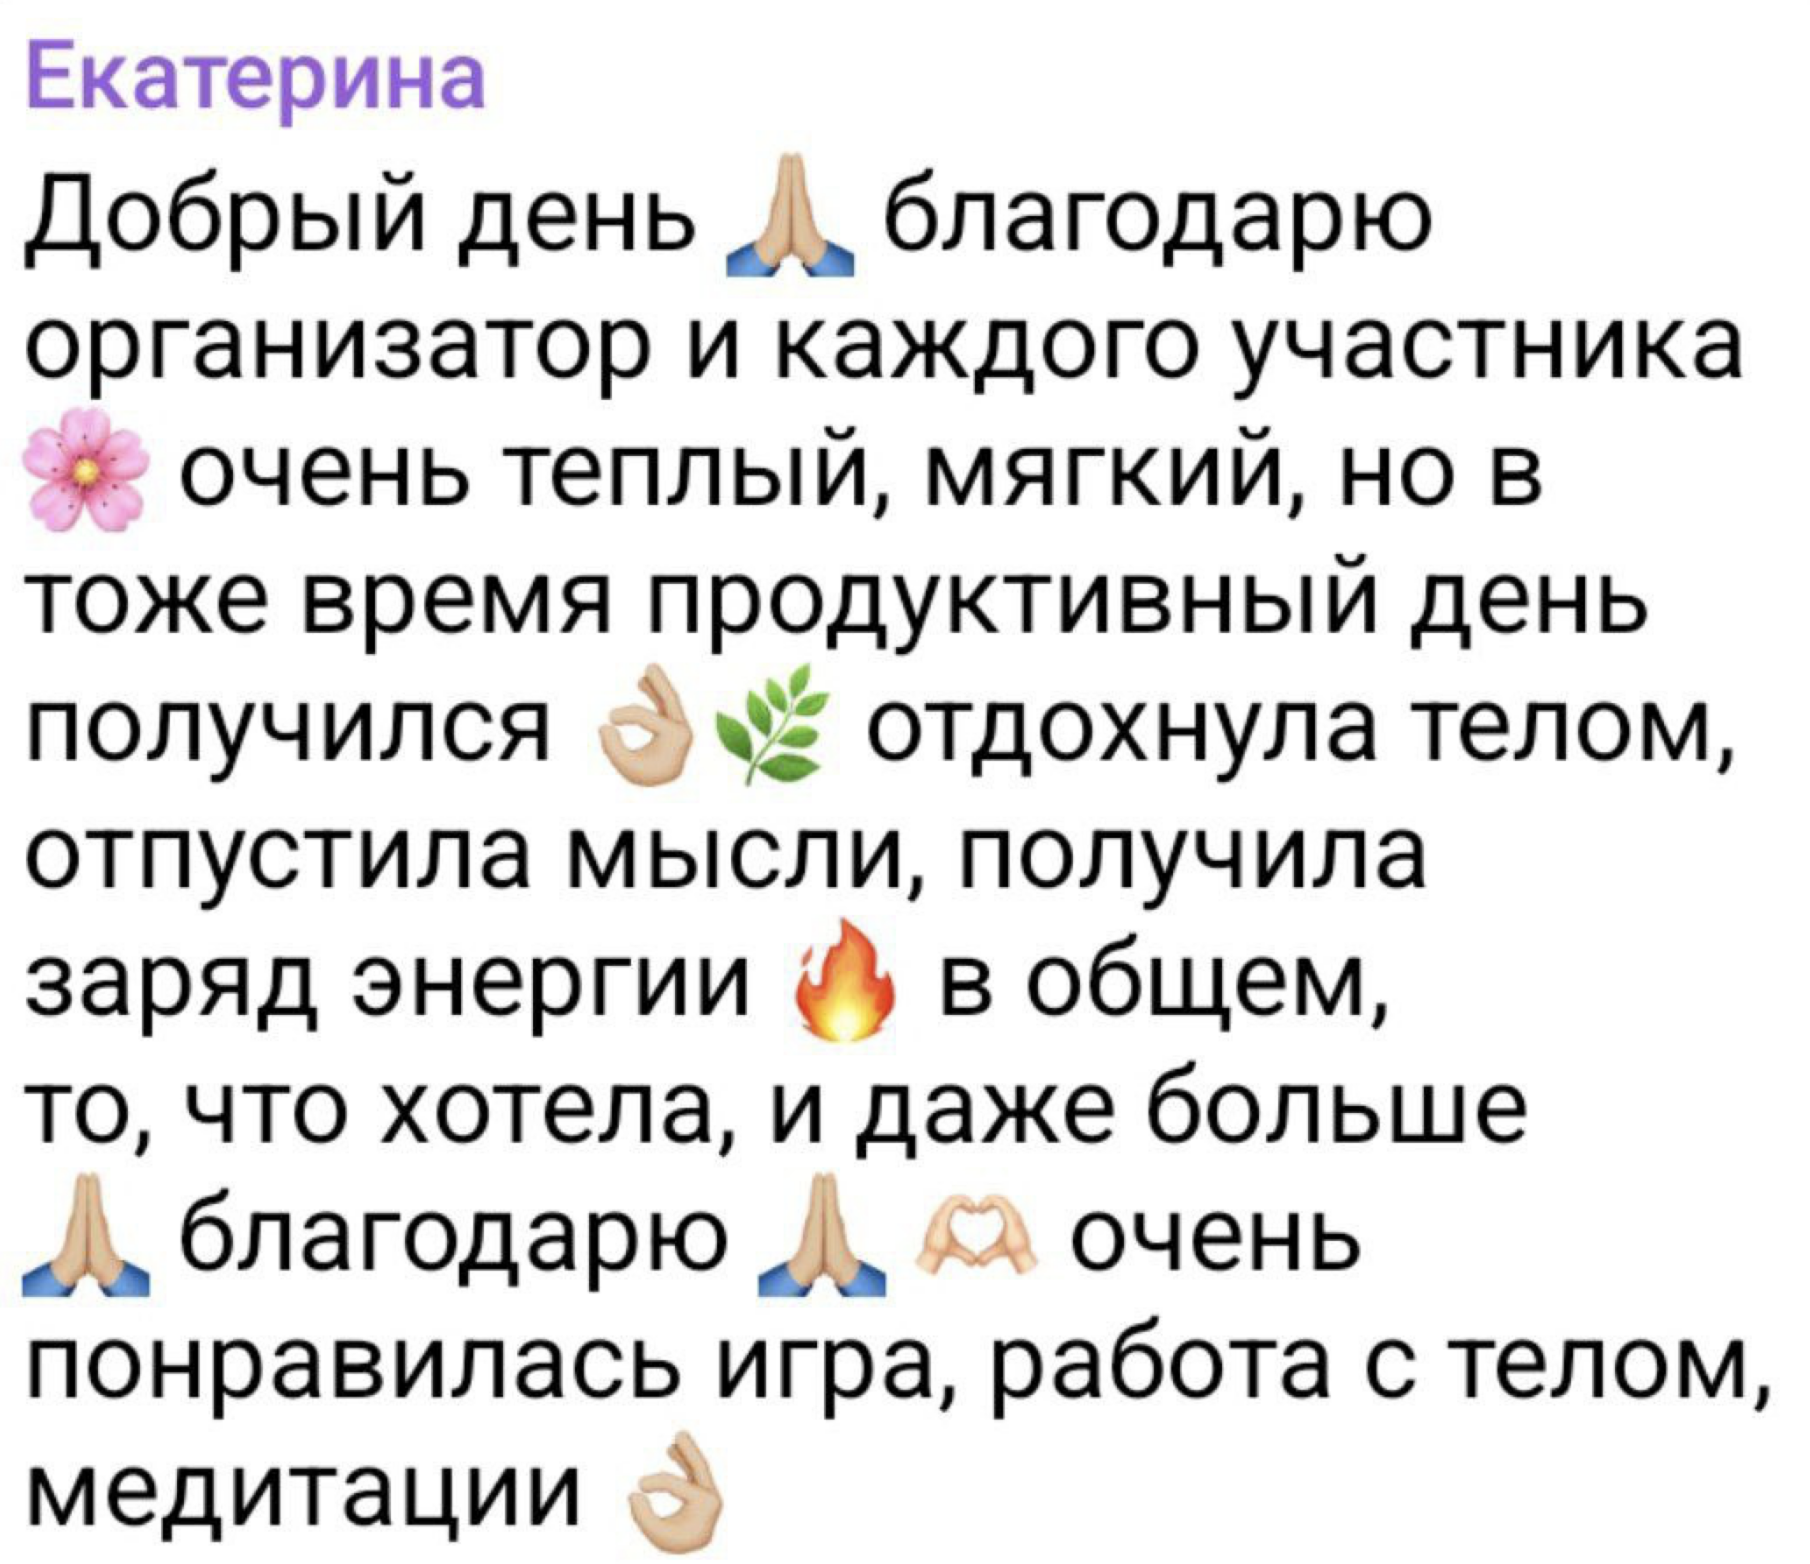 Екатерина
Добрый день 🙏🏼 благодарю
организатор и каждого участника
🌸 очень теплый, мягкий, но в
тоже время продуктивный день
получился 👌🏼🌿 отдохнула телом,
отпустила мысли, получила
заряд энергии 🔥 в общем,
то, что хотела, и даже больше
🙏🏼 благодарю 🙏🏼 🫶🏻 очень
понравилась игра, работа с телом,
медитации 👌🏼